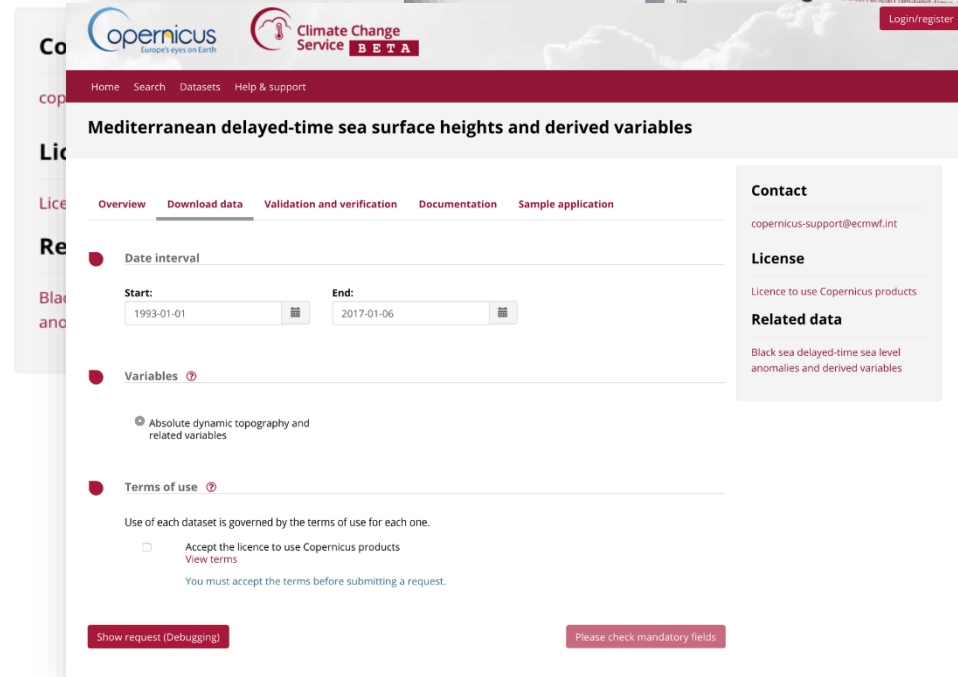 Copernicus
Europe's eyes on Earth
Climate Change
Service BETA
Login/register
Home Search Datasets Help & support
Mediterranean delayed-time sea surface heights and derived variables
Overview Download data Validation and verification Documentation Sample application
Date interval
Start: End:
1993-01-01 2017-01-06
Variables ?
Absolute dynamic topography and
related variables
Terms of use ?
Use of each dataset is governed by the terms of use for each one.
Accept the licence to use Copernicus products
View terms
You must accept the terms before submitting a request.
Show request (Debugging) Please check mandatory fields
Contact
copernicus-support@ecmwf.int
License
Licence to use Copernicus products
Related data
Black sea delayed-time sea level
anomalies and derived variables
Co
cop
Lic
Lice
Re
Blac
ano